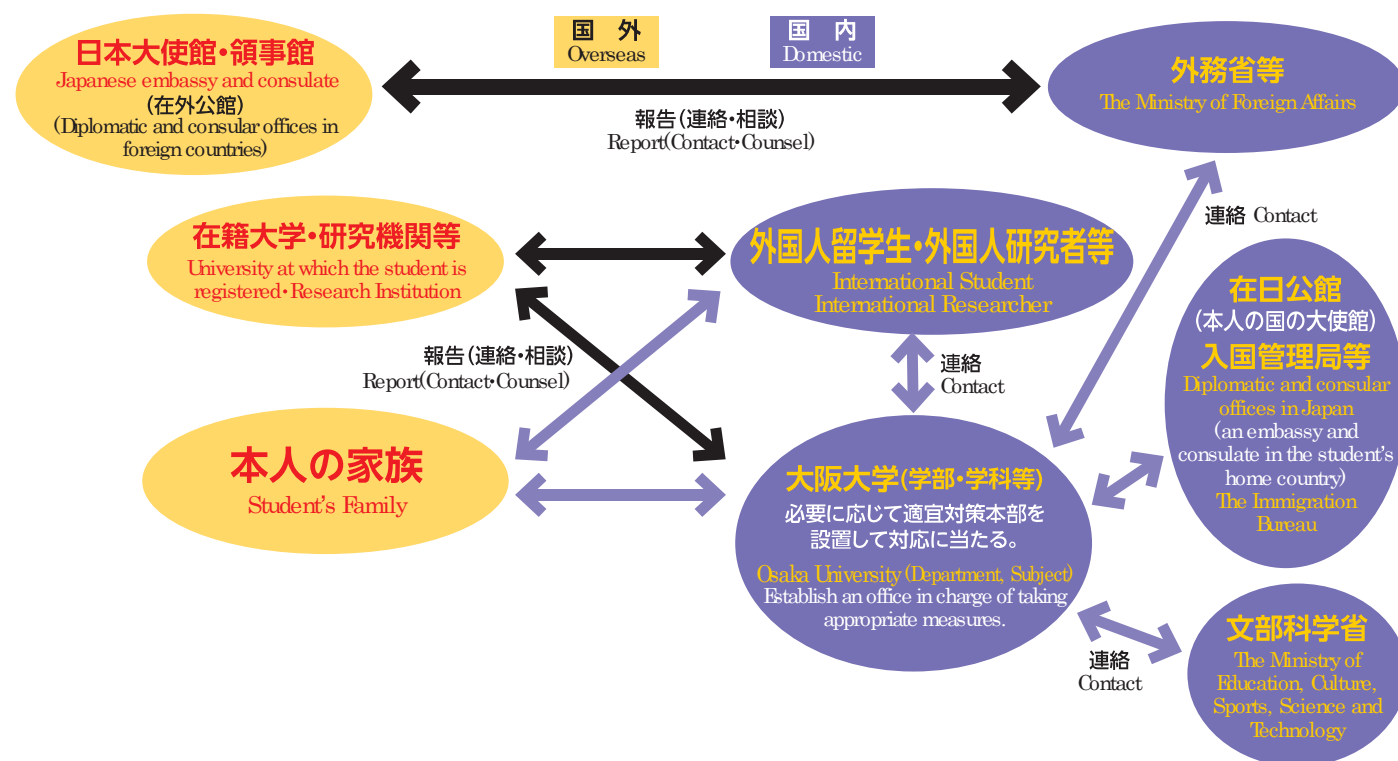 国 外
Overseas
国 内
Domestic
日本大使館・領事館
Japanese embassy and consulate
(在外公館)
(Diplomatic and consular offices in
foreign countries)
報告(連絡・相談)
Report(Contact・Counsel)
外務省等
The Ministry of Foreign Affairs
連絡 Contact
在籍大学・研究機関等
University at which the student is
registered・Research Institution
外国人留学生・外国人研究者等
International Student
International Researcher
在日公館
(本人の国の大使館)
入国管理局等
Diplomatic and consular
offices in Japan
(an embassy and
consulate in the student's
home country)
The Immigration
Bureau
報告(連絡・相談)
Report(Contact・Counsel)
連絡
Contact
本人の家族
Student's Family
大阪大学(学部・学科等)
必要に応じて適宜対策本部を
設置して対応に当たる。
Osaka University (Department, Subject)
Establish an office in charge of taking
appropriate measures.
連絡
Contact
文部科学省
The Ministry of
Education, Culture,
Sports, Science and
Technology